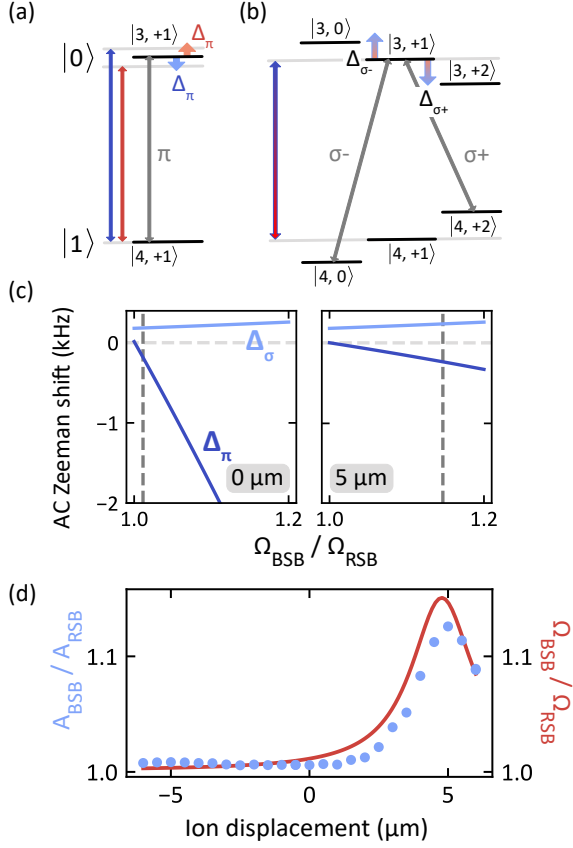 (a)
|3, +1⟩
Δπ
|0⟩
Δπ
π
|1⟩
|4, +1⟩
(b)
|3, 0⟩
|3, +1⟩
Δσ-
|3, +2⟩
Δσ+
σ-
σ+
|4, +2⟩
|4, 0⟩
|4, +1⟩
(c)
AC Zeeman shift (kHz)
0
−1
−2
Δσ
Δπ
0 µm
5 µm
1.0
1.2
1.0
1.2
ΩBSB / ΩRSB
(d)
ABSB / ARSB
1.1
1.0
ΩBSB / ΩRSB
1.1
1.0
−5
0
5
Ion displacement (µm)